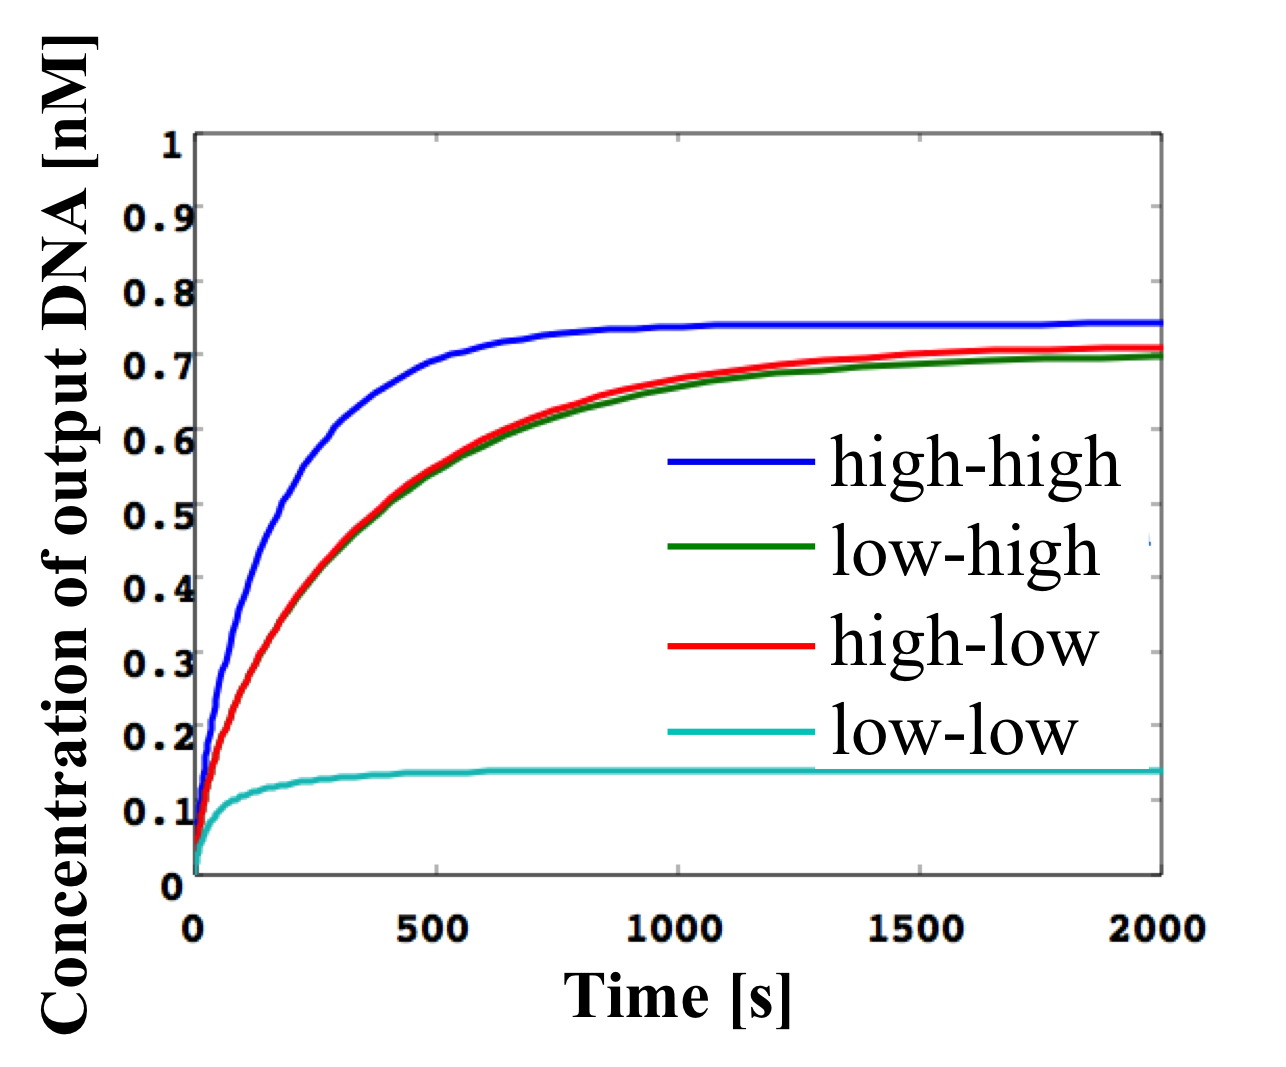 Concentration of output DNA [nM]
1
0.9
0.8
0.7
0.6
0.5
0.4
0.3
0.2
0.1
0
0 500 1000 1500 2000
Time [s]
high-high
low-high
high-low
low-low